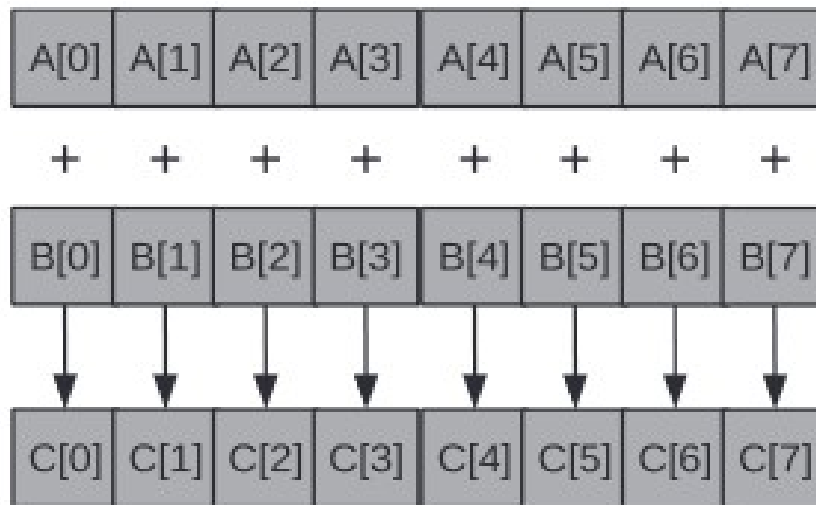 A[0] A[1] A[2] A[3] A[4] A[5] A[6] A[7]
+ + + + + + + +
B[0] B[1] B[2] B[3] B[4] B[5] B[6] B[7]
C[0] C[1] C[2] C[3] C[4] C[5] C[6] C[7]